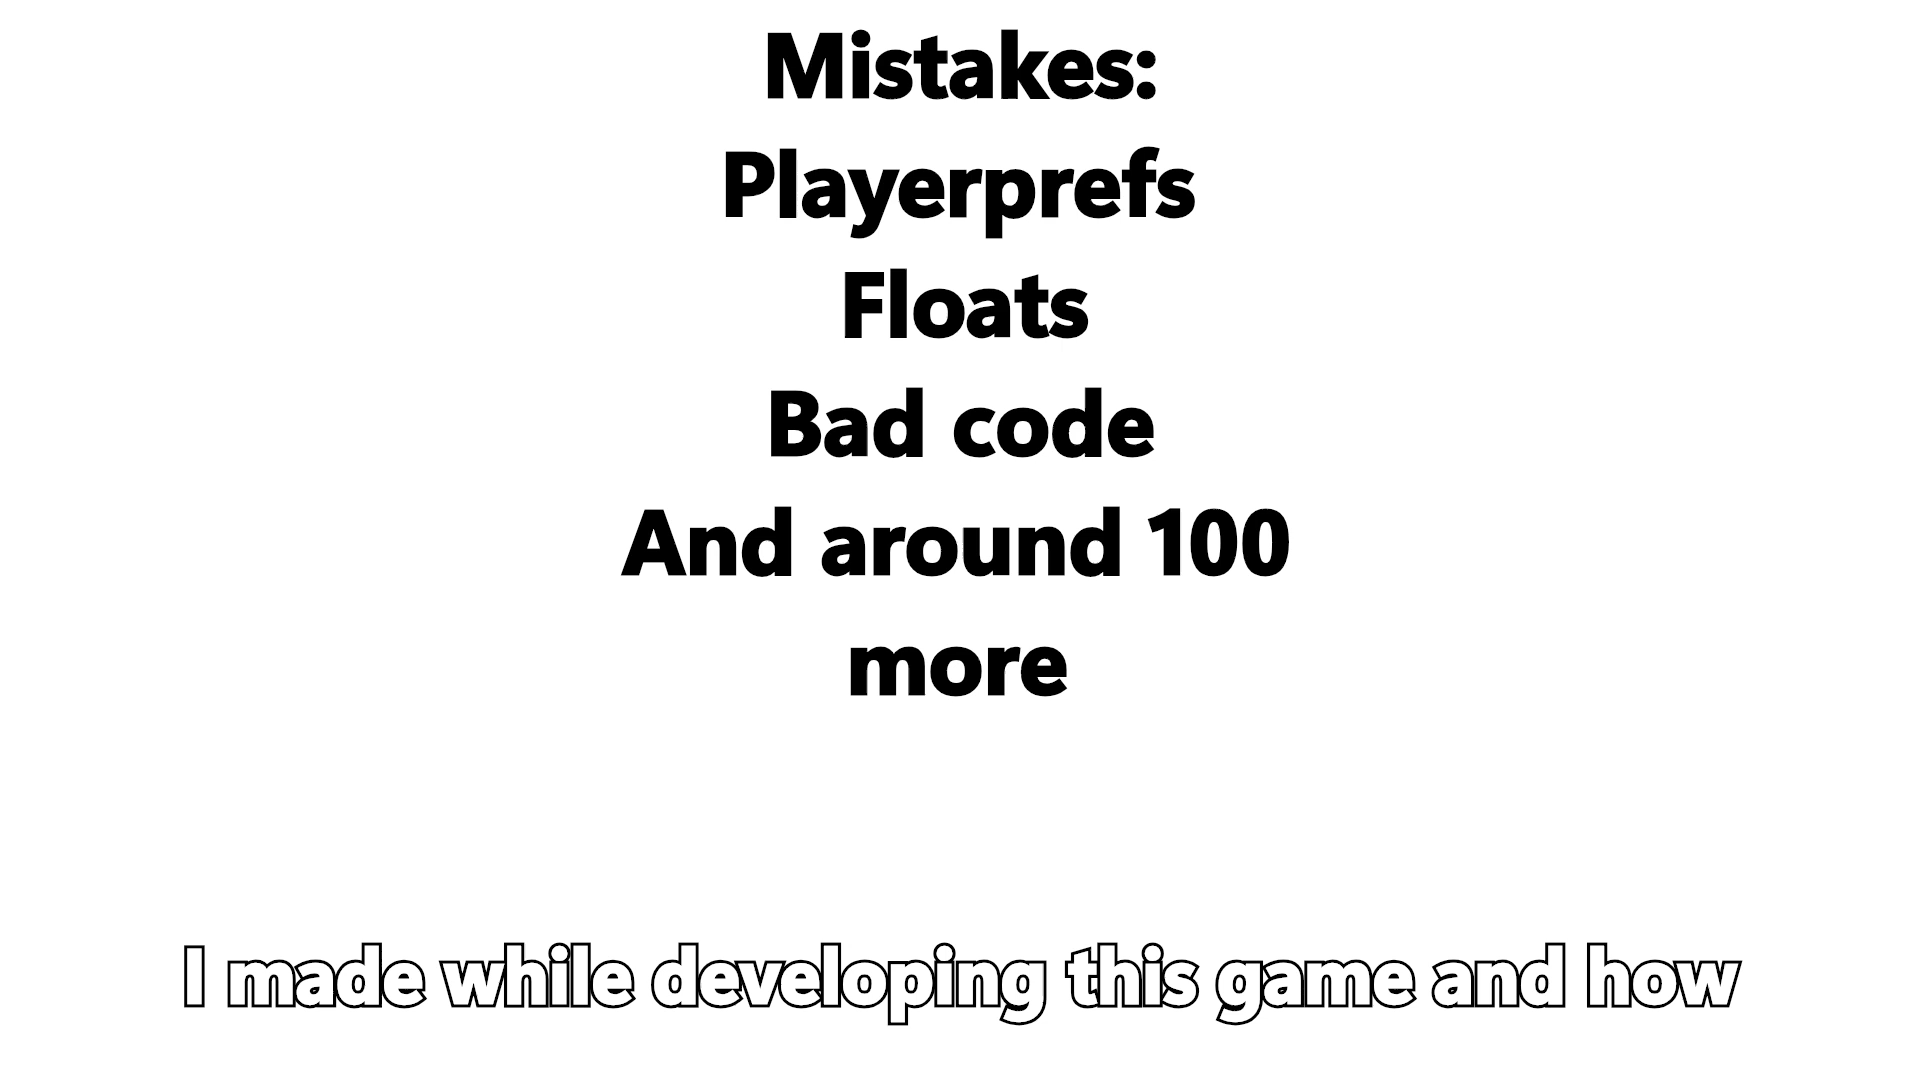 Mistakes:
Playerprefs
Floats
Bad code
And around 100
more
I made while developing this game and how